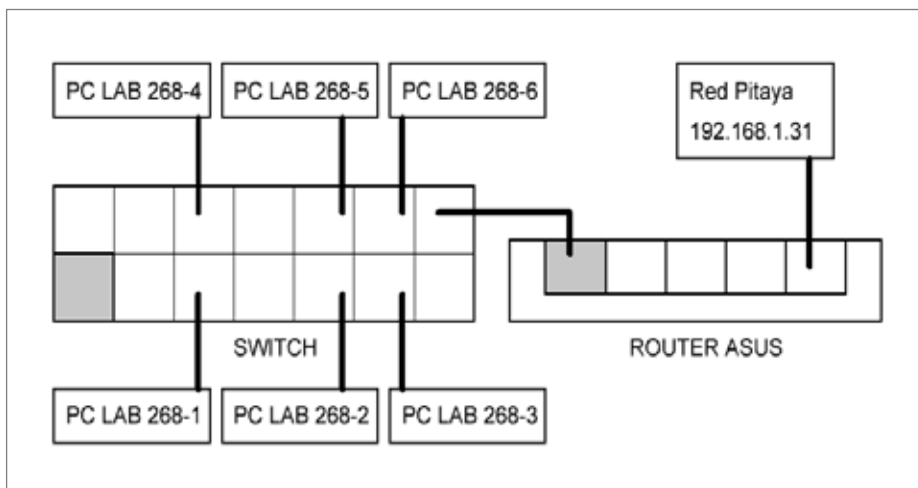 PC LAB 268-4
PC LAB 268-5
PC LAB 268-6
Red Pitaya
192.168.1.31
SWITCH
ROUTER ASUS
PC LAB 268-1
PC LAB 268-2
PC LAB 268-3